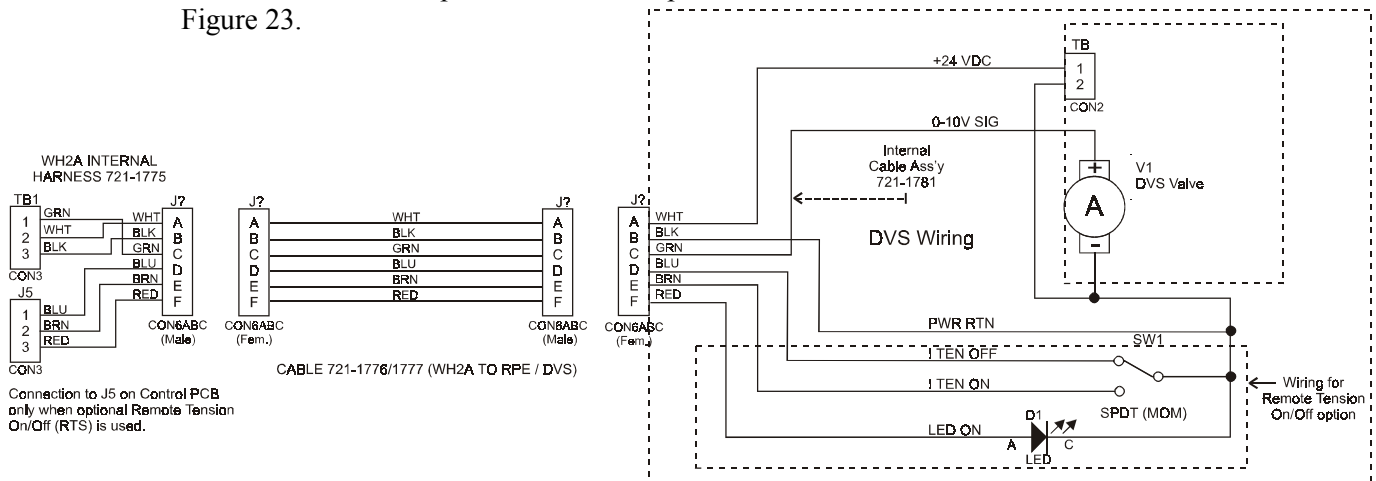 Figure 23.
WH2A INTERNAL
HARNESS 721-1775
TB1
1
2
3
CON3
GRN
WHT
BLK
J5
1
2
3
CON3
BLU
BRN
RED
J?
WHT A
BLK B
GRN C
BLU D
BRN E
RED F
CON6ABC
(Male)
Connection to J5 on Control PCB
only when optional Remote Tension
On/Off (RTS) is used.
J?
A
B
C
D
E
F
CON6ABC
(Fem.)
WHT
BLK
GRN
BLU
BRN
RED
J?
A
B
C
D
E
F
CON6ABC
(Male)
CABLE 721-1776/1777 (WH2A TO RPE / DVS)
J?
A WHT
B BLK
C GRN
D BLU
E BRN
F RED
CON6ABC
(Fem.)
+24 VDC
TB
1
2
CON2
0-10V SIG
Internal
Cable Ass'y
721-1781
DVS Wiring
+
A
-
V1
DVS Valve
PWR RTN
SW1
! TEN OFF
! TEN ON
SPDT (MOM)
LED ON
D1
A
C
LED
Wiring for
Remote Tension
On/Off option